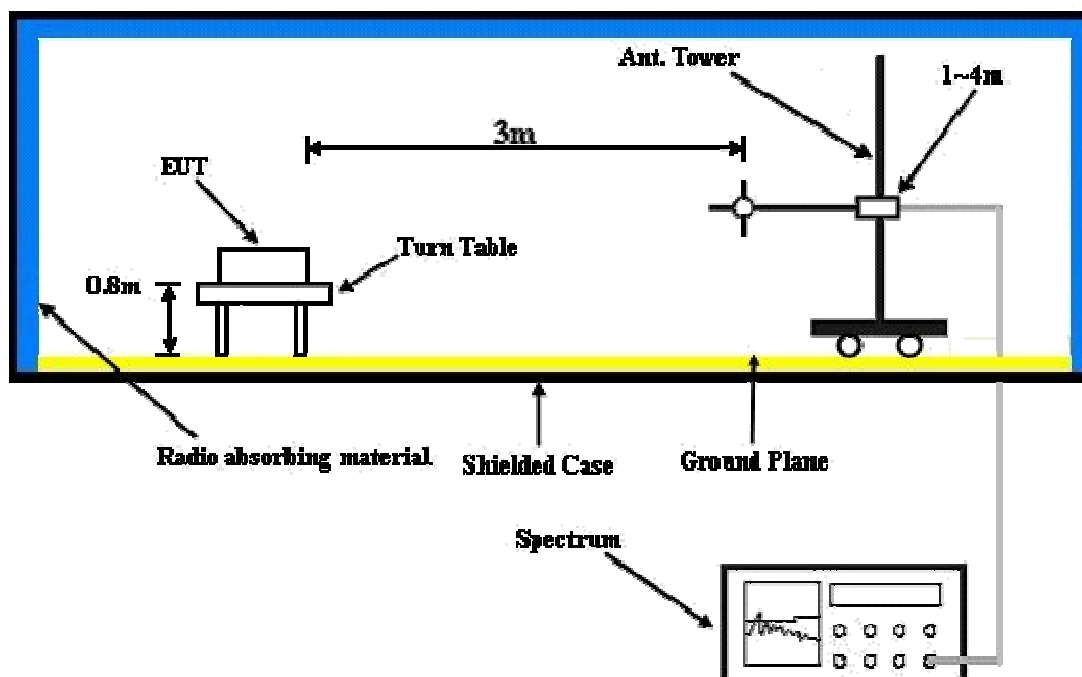 Ant. Tower
1~4m
3m
EUT
Turn Table
0.8m
Radio absorbing material
Shielded Case
Ground Plane
Spectrum